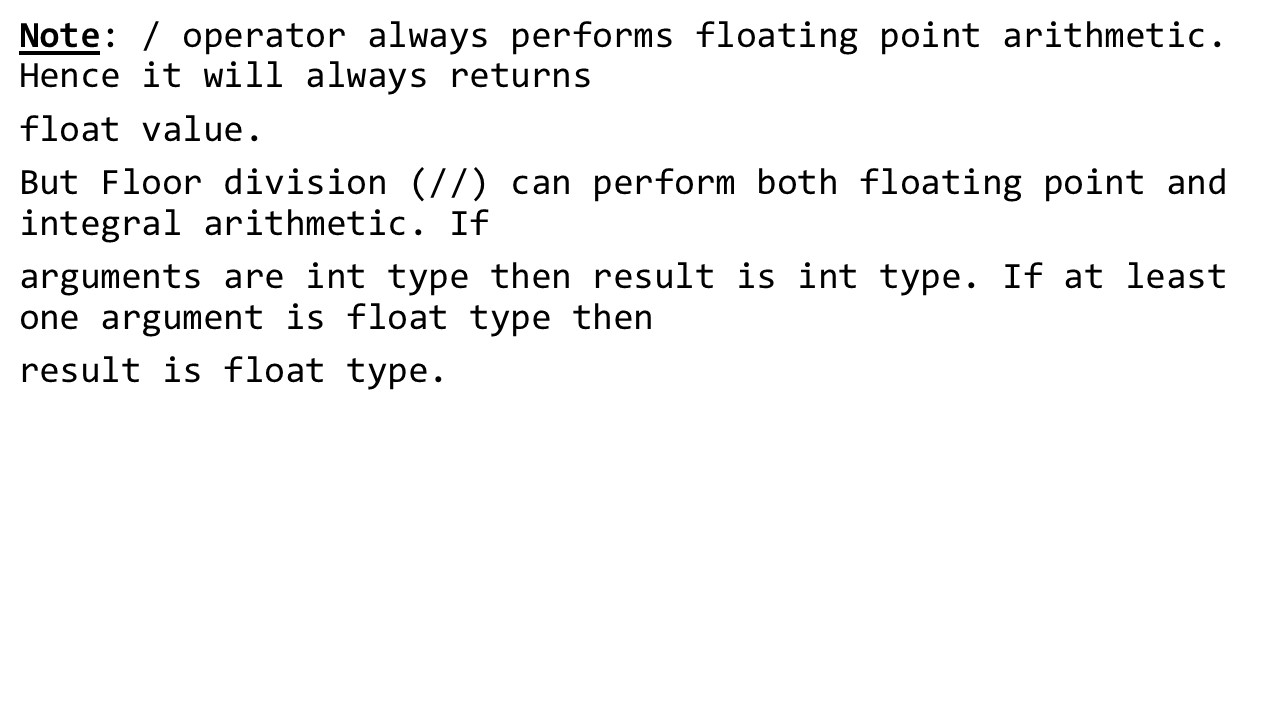 Note: / operator always performs floating point arithmetic.
Hence it will always returns
float value.
But Floor division (//) can perform both floating point and
integral arithmetic. If
arguments are int type then result is int type. If at least
one argument is float type then
result is float type.